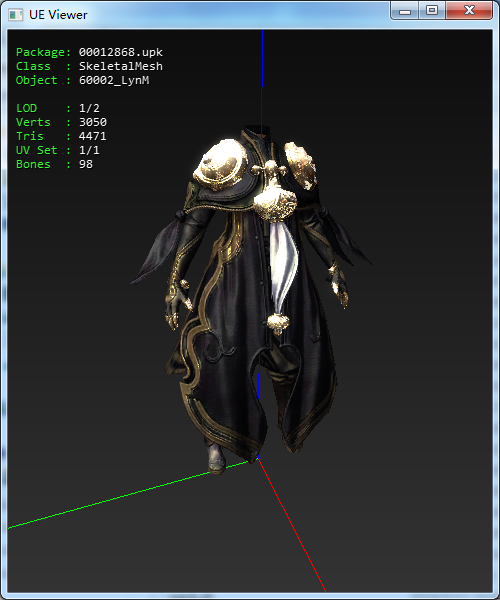 UE Viewer
Package: 00012868.upk
Class : SkeletalMesh
Object : 60002_LynM
LOD : 1/2
Verts : 3050
Tris : 4471
UV Set : 1/1
Bones : 98